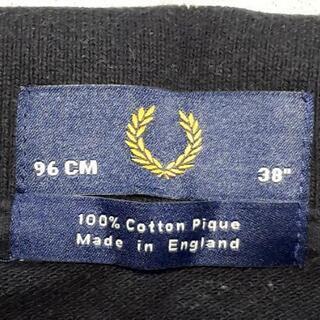 96 CM 38"
100% Cotton Pique
Made in England